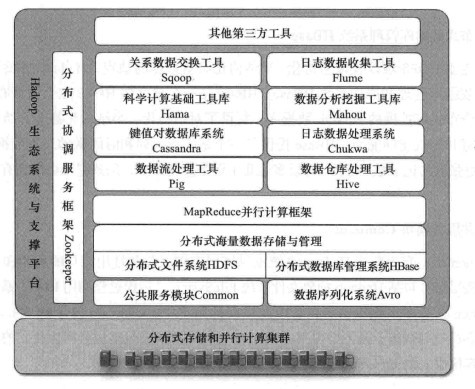 其他第三方工具
关系数据交换工具
Sqoop
日志数据收集工具
Flume
科学计算基础工具库
Hama
数据分析挖掘工具库
Mahout
键值对数据库系统
Cassandra
日志数据处理系统
Chukwa
数据流处理工具
Pig
数据仓库处理工具
Hive
MapReduce并行计算框架
分布式海量数据存储与管理
分布式文件系统HDFS
分布式数据库管理系统HBase
公共服务模块Common
数据序列化系统Avro
Hadoop生态系统与支撑平台
分布式协调服务框架Zookeeper
分布式存储和并行计算集群